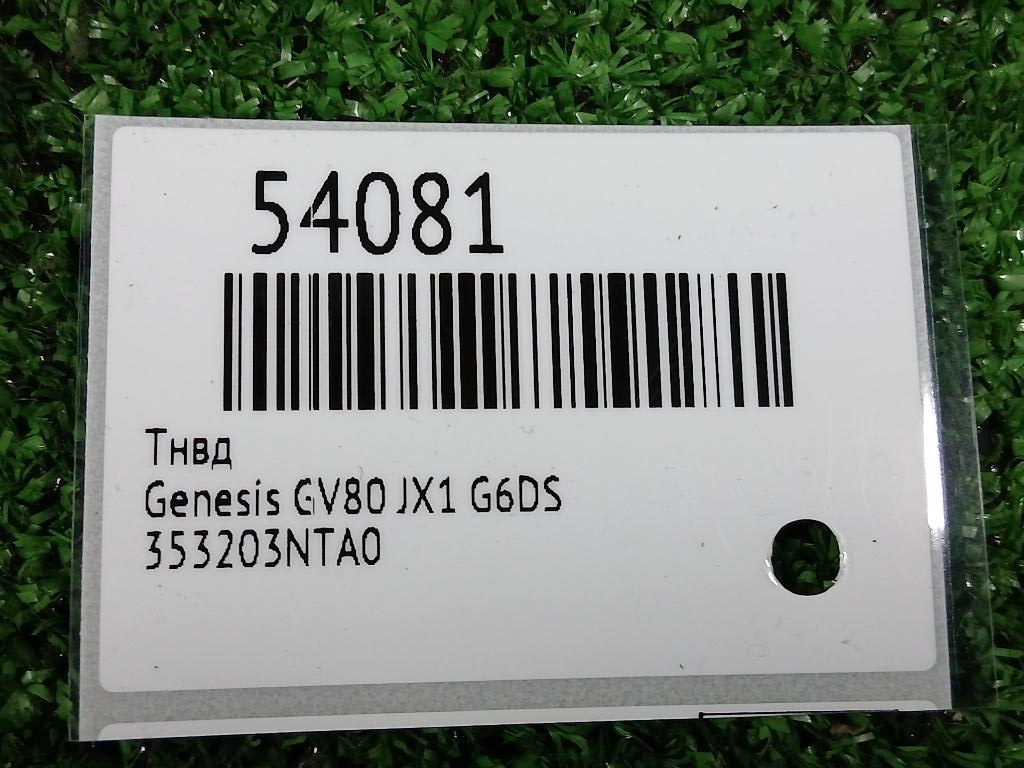 54081
Тнвд
Genesis GV80 JX1 G6DS
353203NTA0